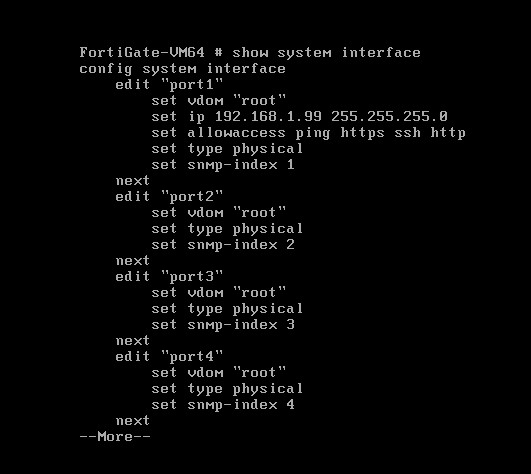 FortiGate-VM64 # show system interface
config system interface
    edit "port1"
        set vdom "root"
        set ip 192.168.1.99 255.255.255.0
        set allowaccess ping https ssh http
        set type physical
        set snmp-index 1
    next
    edit "port2"
        set vdom "root"
        set type physical
        set snmp-index 2
    next
    edit "port3"
        set vdom "root"
        set type physical
        set snmp-index 3
    next
    edit "port4"
        set vdom "root"
        set type physical
        set snmp-index 4
    next
--More--